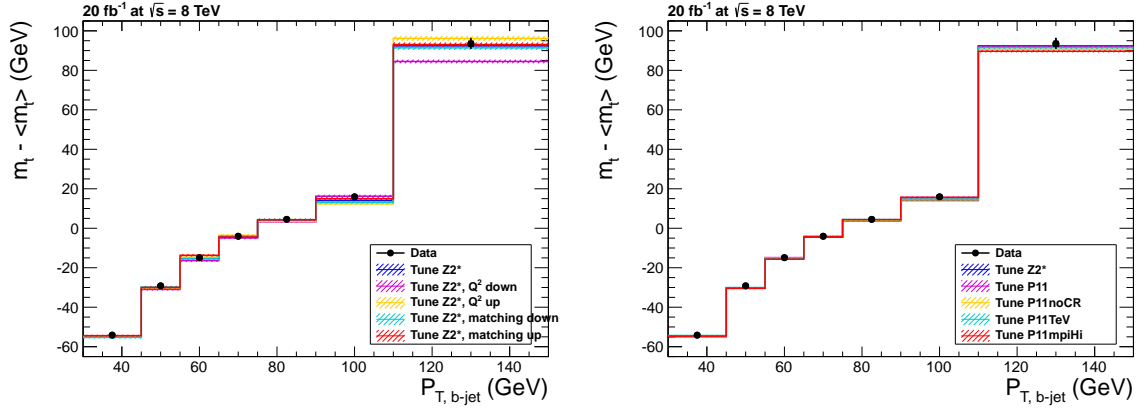 20 fb⁻¹ at √s = 8 TeV
m_t - <m_t> (GeV)
100
80
60
40
20
0
-20
-40
-60
Data
Tune Z2*
Tune Z2*, Q² down
Tune Z2*, Q² up
Tune Z2*, matching down
Tune Z2*, matching up
40 60 80 100 120 140
P_T, b-jet (GeV)
20 fb⁻¹ at √s = 8 TeV
m_t - <m_t> (GeV)
100
80
60
40
20
0
-20
-40
-60
Data
Tune Z2*
Tune P11
Tune P11noCR
Tune P11TeV
Tune P11mpiHi
40 60 80 100 120 140
P_T, b-jet (GeV)